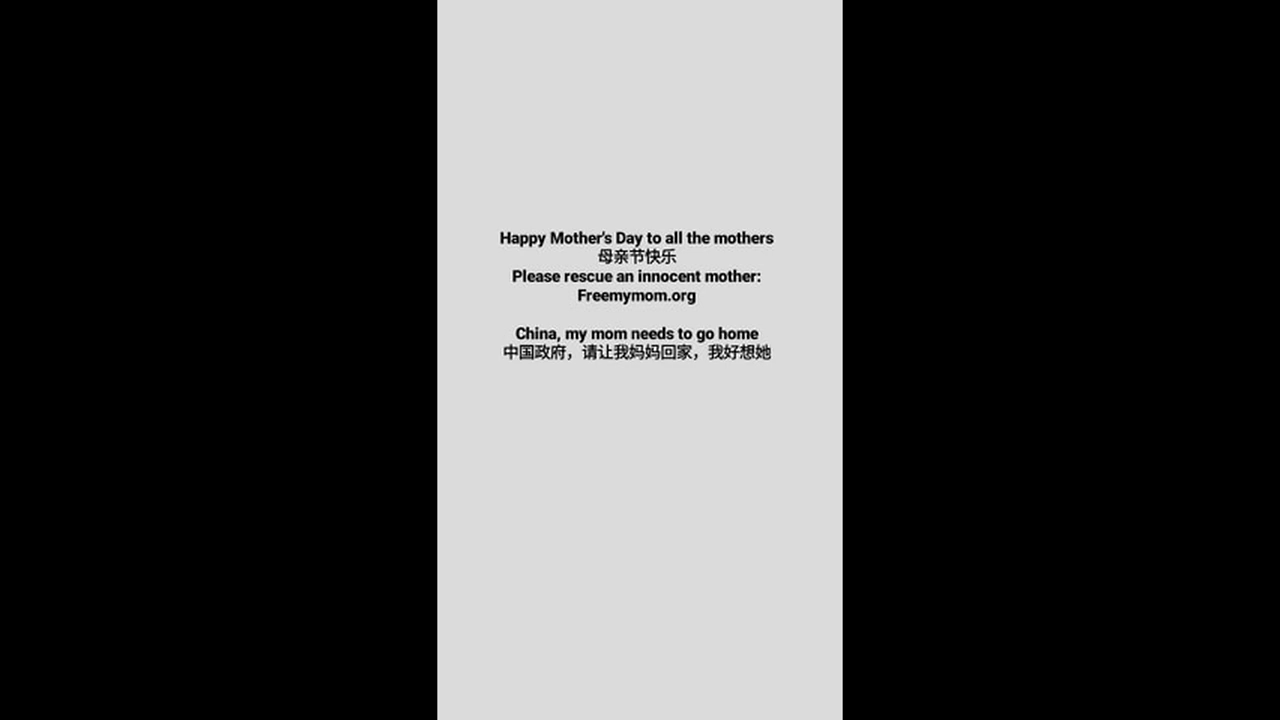 Happy Mother's Day to all the mothers
母亲节快乐
Please rescue an innocent mother:
Freemymom.org
China, my mom needs to go home
中国政府，请让我妈妈回家，我好想她